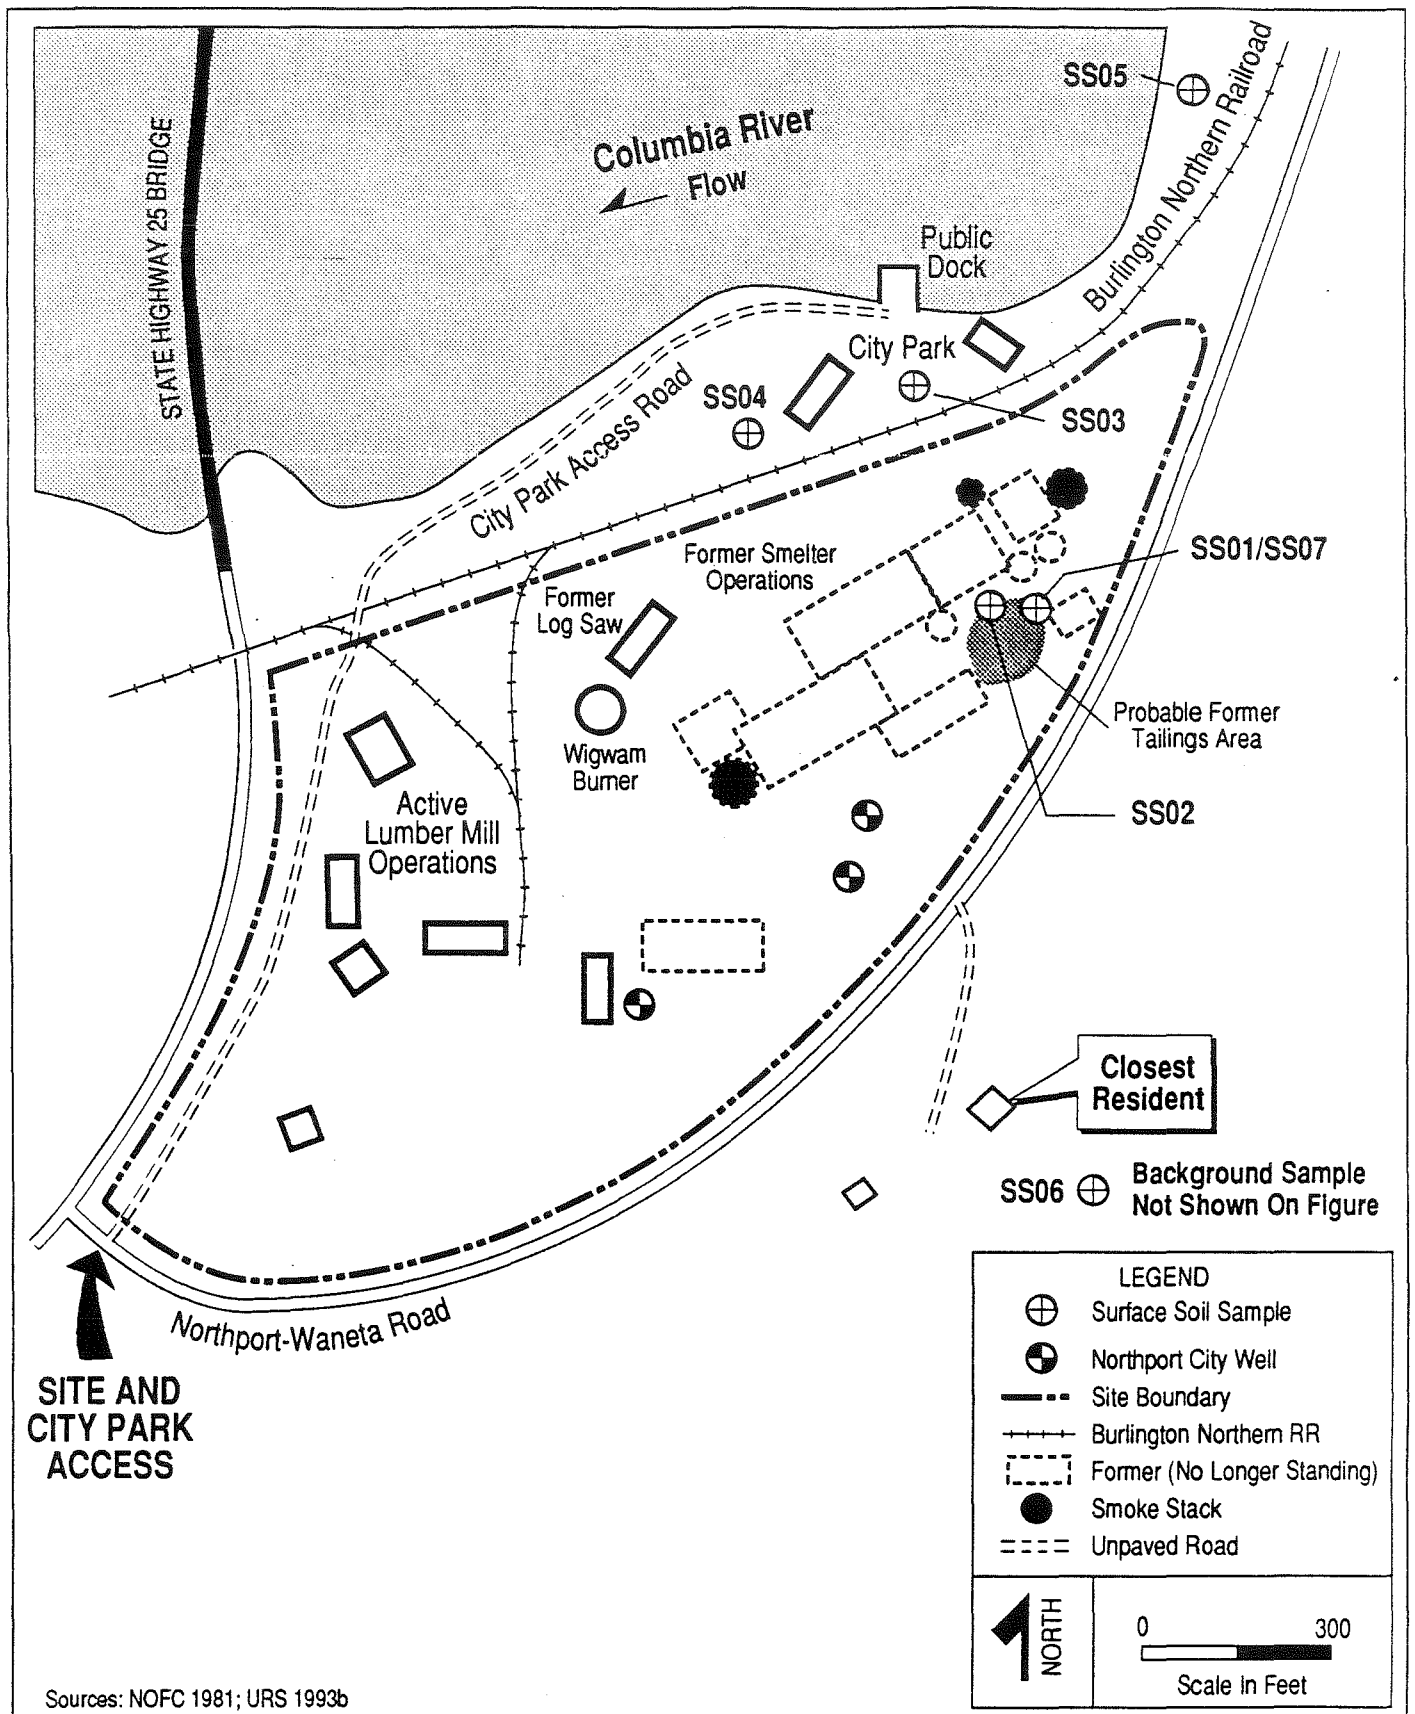 SS05
Burlington Northern Railroad
STATE HIGHWAY 25 BRIDGE
Columbia River
Flow
Public
Dock
City Park
SS04
SS03
City Park Access Road
Former Smelter
Operations
SS01/SS07
Former
Log Saw
Wigwam
Burner
Probable Former
Tailings Area
SS02
Active
Lumber Mill
Operations
Closest
Resident
SS06
Background Sample
Not Shown On Figure
Northport-Waneta Road
SITE AND
CITY PARK
ACCESS
LEGEND
Surface Soil Sample
Northport City Well
Site Boundary
Burlington Northern RR
Former (No Longer Standing)
Smoke Stack
Unpaved Road
NORTH
0 300
Scale In Feet
Sources: NOFC 1981; URS 1993b